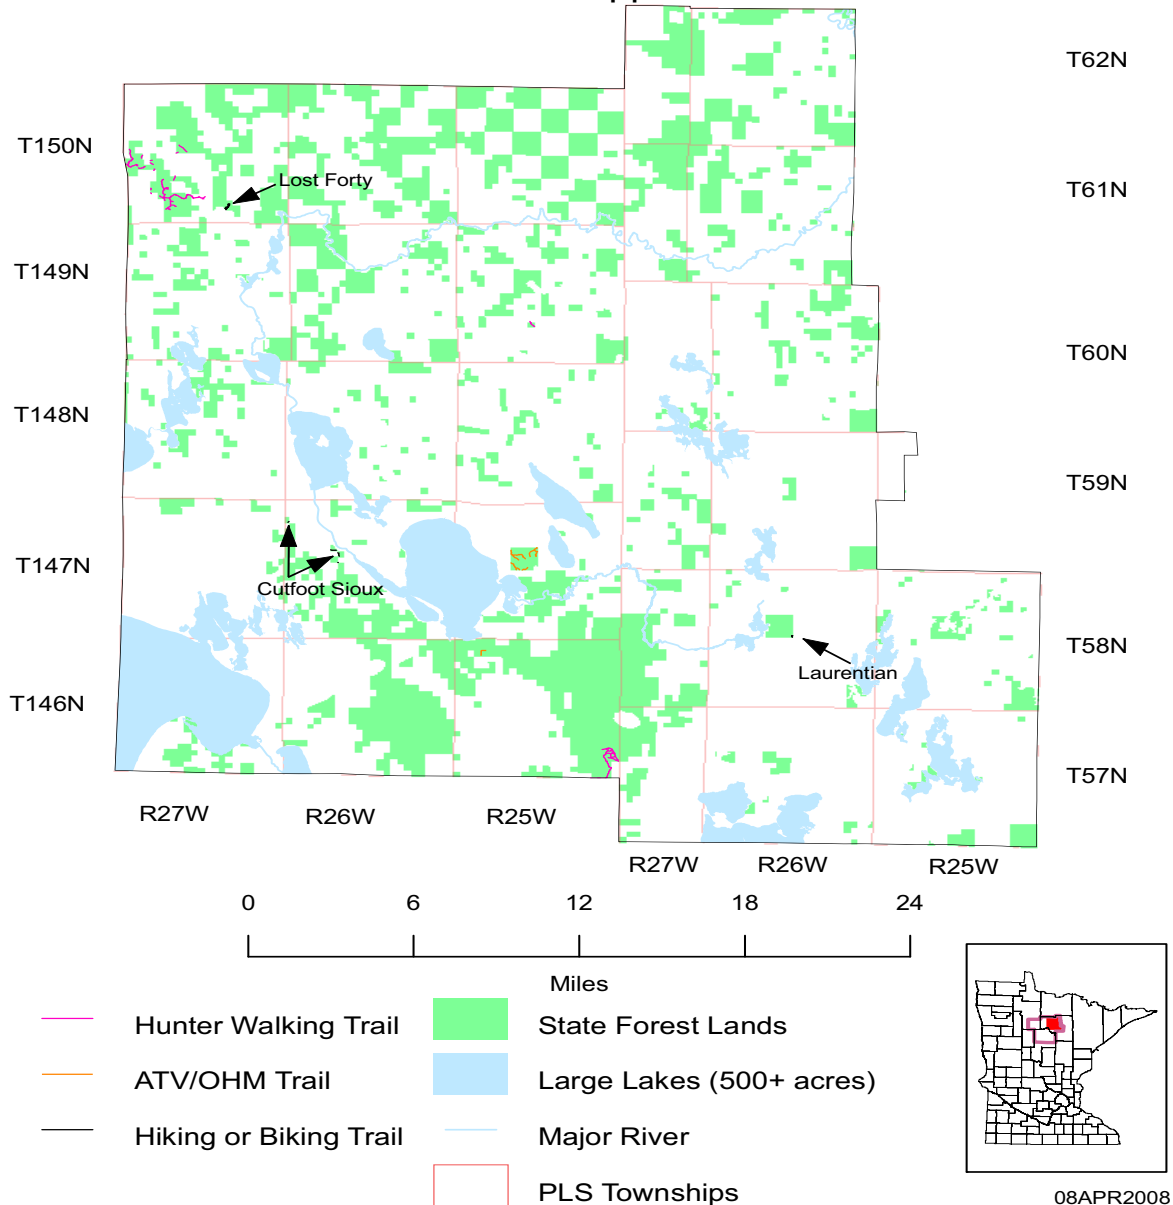 T62N
T150N
Lost Forty
T61N
T149N
T60N
T148N
T59N
T147N
Cutfoot Sioux
T58N
Laurentian
T146N
T57N
R27W
R26W
R25W
R27W
R26W
R25W
0
6
12
18
24
Miles
Hunter Walking Trail
State Forest Lands
ATV/OHM Trail
Large Lakes (500+ acres)
Hiking or Biking Trail
Major River
PLS Townships
08APR2008